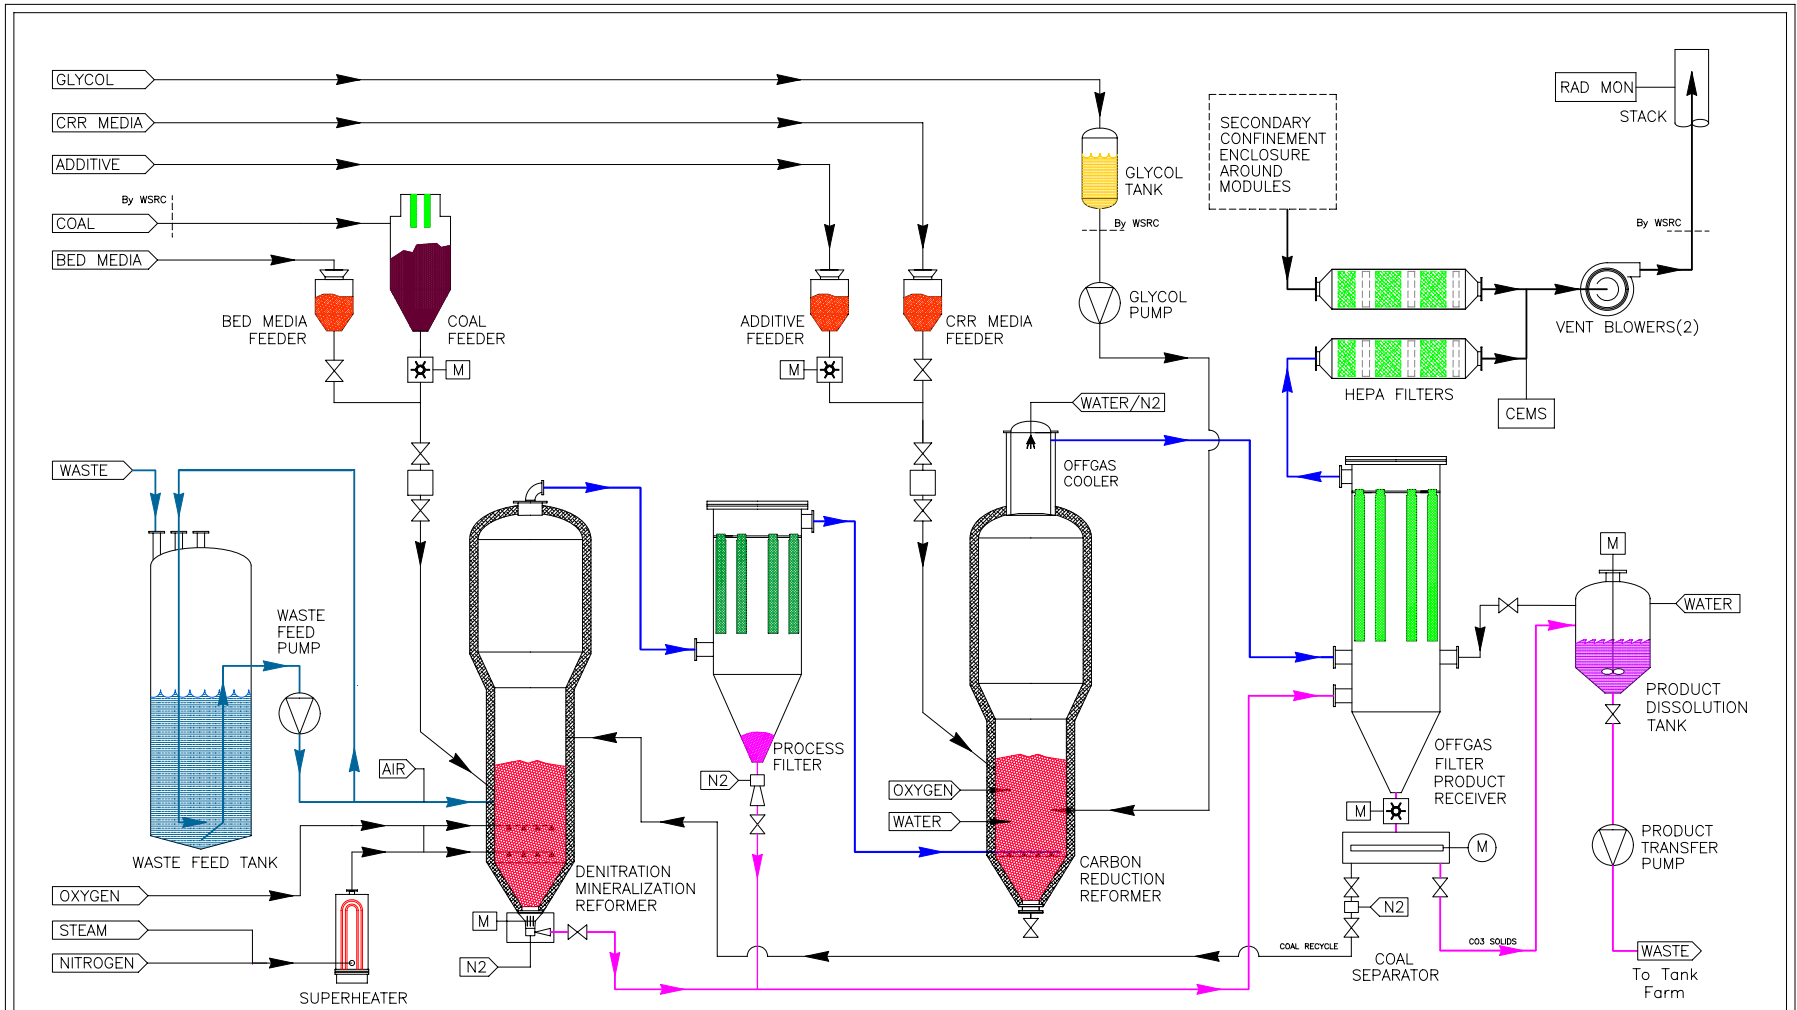 GLYCOL
CRR MEDIA
ADDITIVE
By WSRC
COAL
BED MEDIA
BED MEDIA
FEEDER
COAL
FEEDER
M
ADDITIVE
FEEDER
M
CRR MEDIA
FEEDER
GLYCOL
TANK
By WSRC
GLYCOL
PUMP
SECONDARY
CONFINEMENT
ENCLOSURE
AROUND
MODULES
RAD MON
STACK
By WSRC
VENT BLOWERS(2)
HEPA FILTERS
CEMS
WATER/N2
OFFGAS
COOLER
WASTE
WASTE
FEED
PUMP
AIR
WASTE FEED TANK
OXYGEN
STEAM
NITROGEN
SUPERHEATER
DENITRATION
MINERALIZATION
REFORMER
M
N2
PROCESS
FILTER
N2
OXYGEN
WATER
CARBON
REDUCTION
REFORMER
OFFGAS
FILTER
PRODUCT
RECEIVER
M
M
N2
COAL RECYCLE
CO3 SOLIDS
COAL
SEPARATOR
M
WATER
PRODUCT
DISSOLUTION
TANK
PRODUCT
TRANSFER
PUMP
WASTE
To Tank
Farm